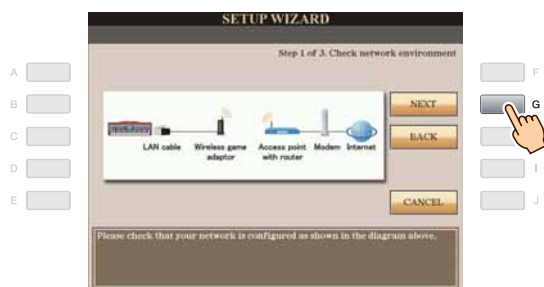 SETUP WIZARD
Step 1 of 3. Check network environment
A
F
B
NEXT
G
C
BACK
LAN cable
Wireless game
adaptor
Access point
with router
Modem
Internet
D
I
E
CANCEL
J
Please check that your network is configured as shown in the diagram above.